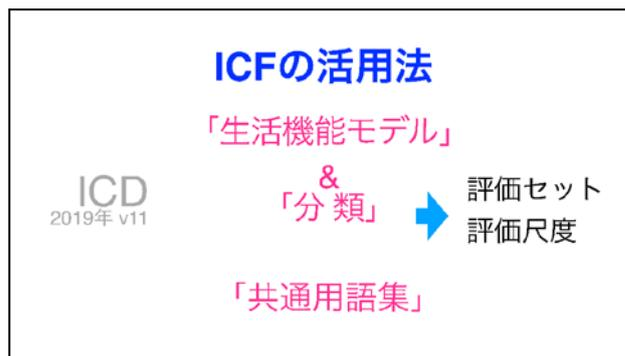 ICFの活用法
「生活機能モデル」
&
「分 類」
ICD
2019年 v11
評価セット
評価尺度
「共通用語集」